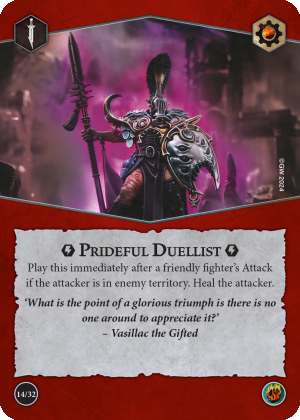 ©GW 2024
PRIDEFUL DUELLIST
Play this immediately after a friendly fighter's Attack
if the attacker is in enemy territory. Heal the attacker.
'What is the point of a glorious triumph is there is no
one around to appreciate it?'
– Vasillac the Gifted
14/32